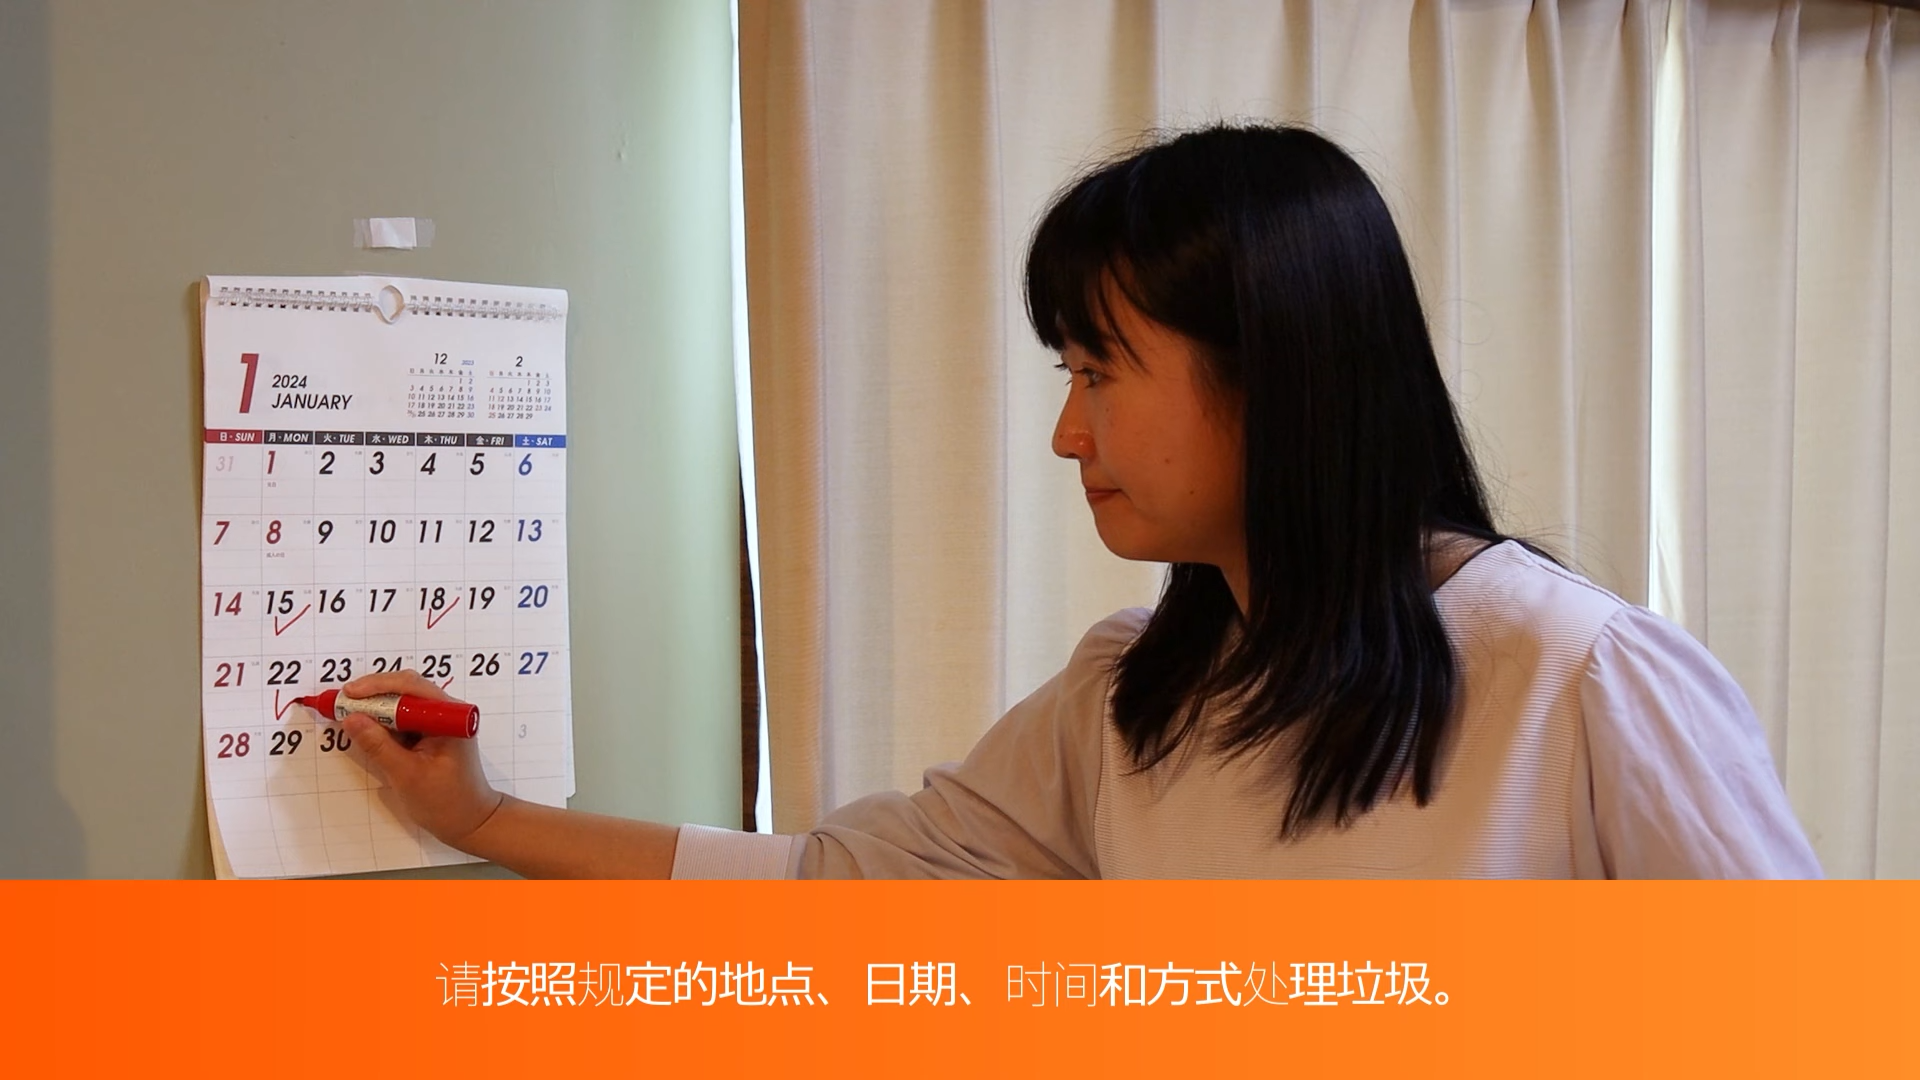 1
2024
JANUARY
12 2023
2
日·SUN 月·MON 火·TUE 水·WED 木·THU 金·FRI 土·SAT
31 1 2 3 4 5 6
7 8 9 10 11 12 13
14 15 16 17 18 19 20
21 22 23 24 25 26 27
28 29 30 3
请按照规定的地点、日期、时间和方式处理垃圾。